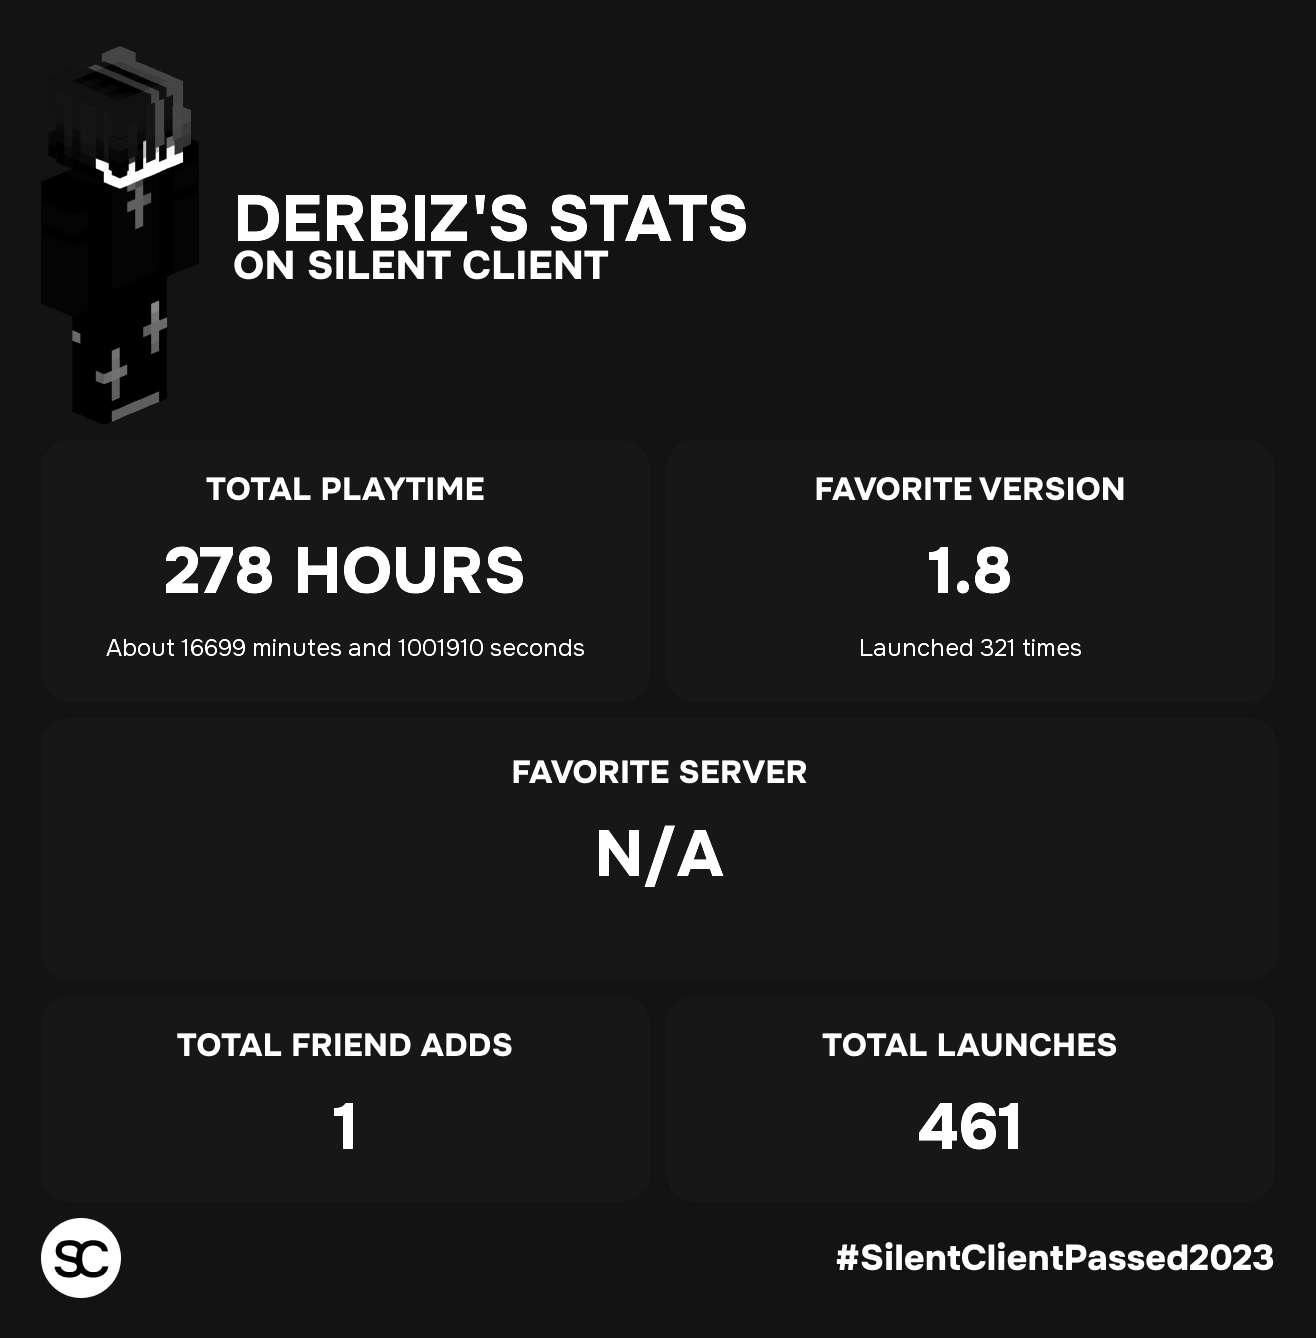 DERBIZ'S STATS
ON SILENT CLIENT
TOTAL PLAYTIME
278 HOURS
About 16699 minutes and 1001910 seconds
FAVORITE VERSION
1.8
Launched 321 times
FAVORITE SERVER
N/A
TOTAL FRIEND ADDS
1
TOTAL LAUNCHES
461
SC
#SilentClientPassed2023